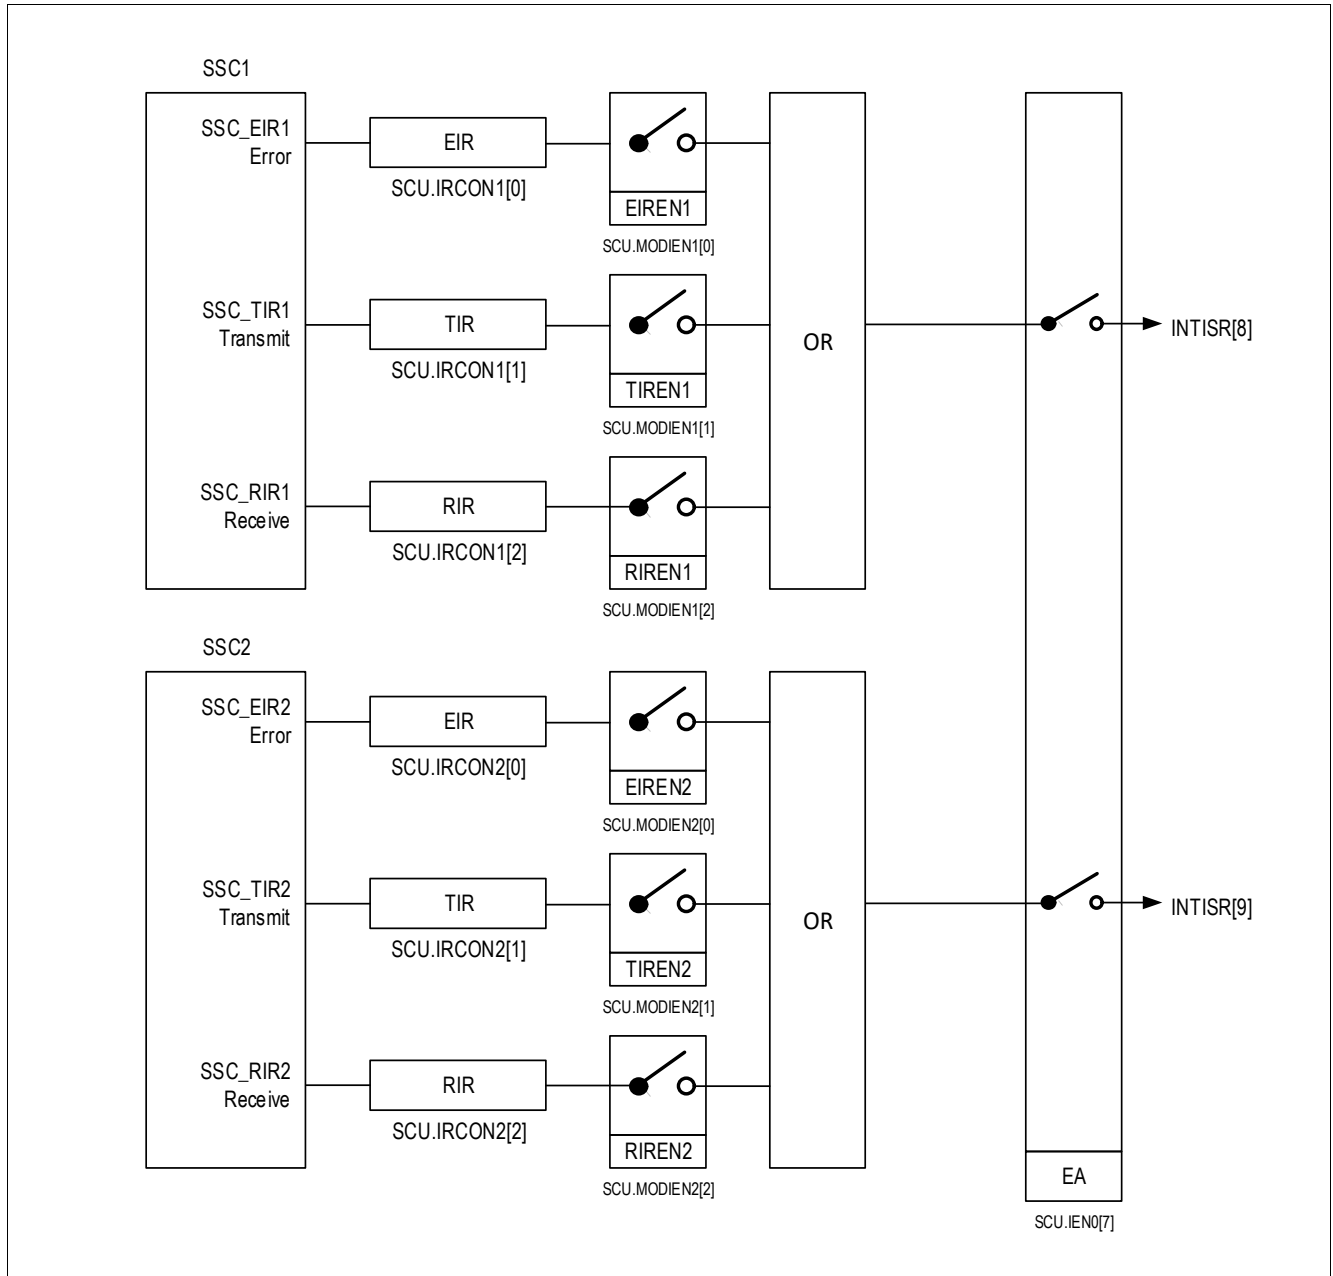 SSC1
SSC_EIR1
Error
EIR
SCU.IRCON1[0]
EIREN1
SCU.MODIEN1[0]
SSC_TIR1
Transmit
TIR
SCU.IRCON1[1]
TIREN1
SCU.MODIEN1[1]
OR
INTISR[8]
SSC_RIR1
Receive
RIR
SCU.IRCON1[2]
RIREN1
SCU.MODIEN1[2]
SSC2
SSC_EIR2
Error
EIR
SCU.IRCON2[0]
EIREN2
SCU.MODIEN2[0]
SSC_TIR2
Transmit
TIR
SCU.IRCON2[1]
TIREN2
SCU.MODIEN2[1]
OR
INTISR[9]
SSC_RIR2
Receive
RIR
SCU.IRCON2[2]
RIREN2
SCU.MODIEN2[2]
EA
SCU.IEN0[7]